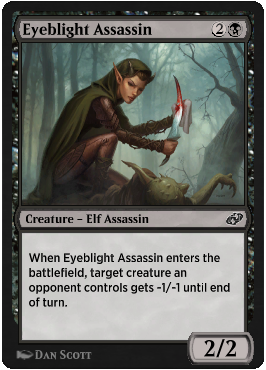 Eyeblight Assassin 2
Creature – Elf Assassin
When Eyeblight Assassin enters the
battlefield, target creature an
opponent controls gets -1/-1 until end
of turn.
Dan Scott
2/2